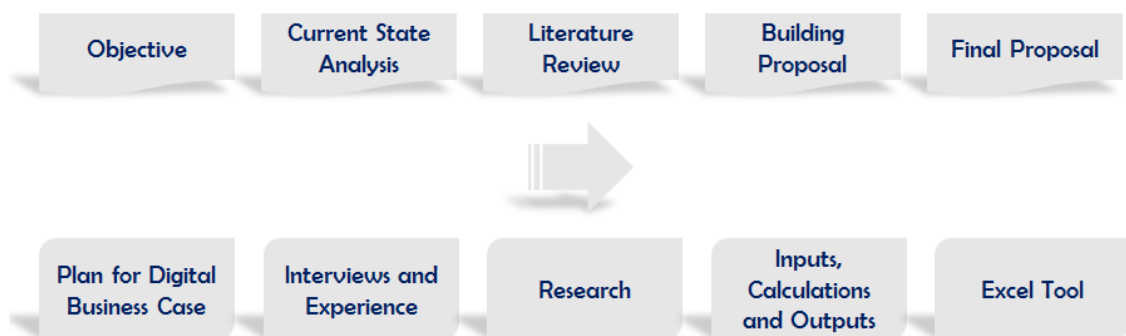 Objective
Current State
Analysis
Literature
Review
Building
Proposal
Final Proposal
Plan for Digital
Business Case
Interviews and
Experience
Research
Inputs,
Calculations
and Outputs
Excel Tool